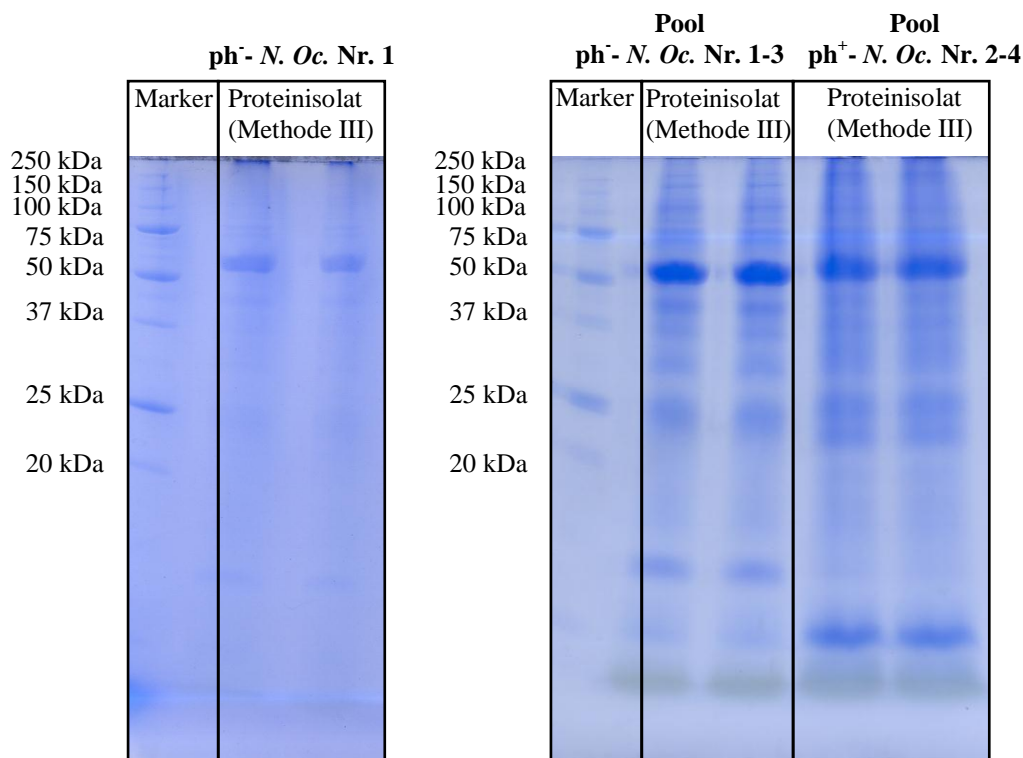 ph⁻- N. Oc. Nr. 1
Marker
Proteinisolat
(Methode III)
250 kDa
150 kDa
100 kDa
75 kDa
50 kDa
37 kDa
25 kDa
20 kDa
Pool
ph⁻- N. Oc. Nr. 1-3
Pool
ph⁺- N. Oc. Nr. 2-4
Marker
Proteinisolat
(Methode III)
Proteinisolat
(Methode III)
250 kDa
150 kDa
100 kDa
75 kDa
50 kDa
37 kDa
25 kDa
20 kDa